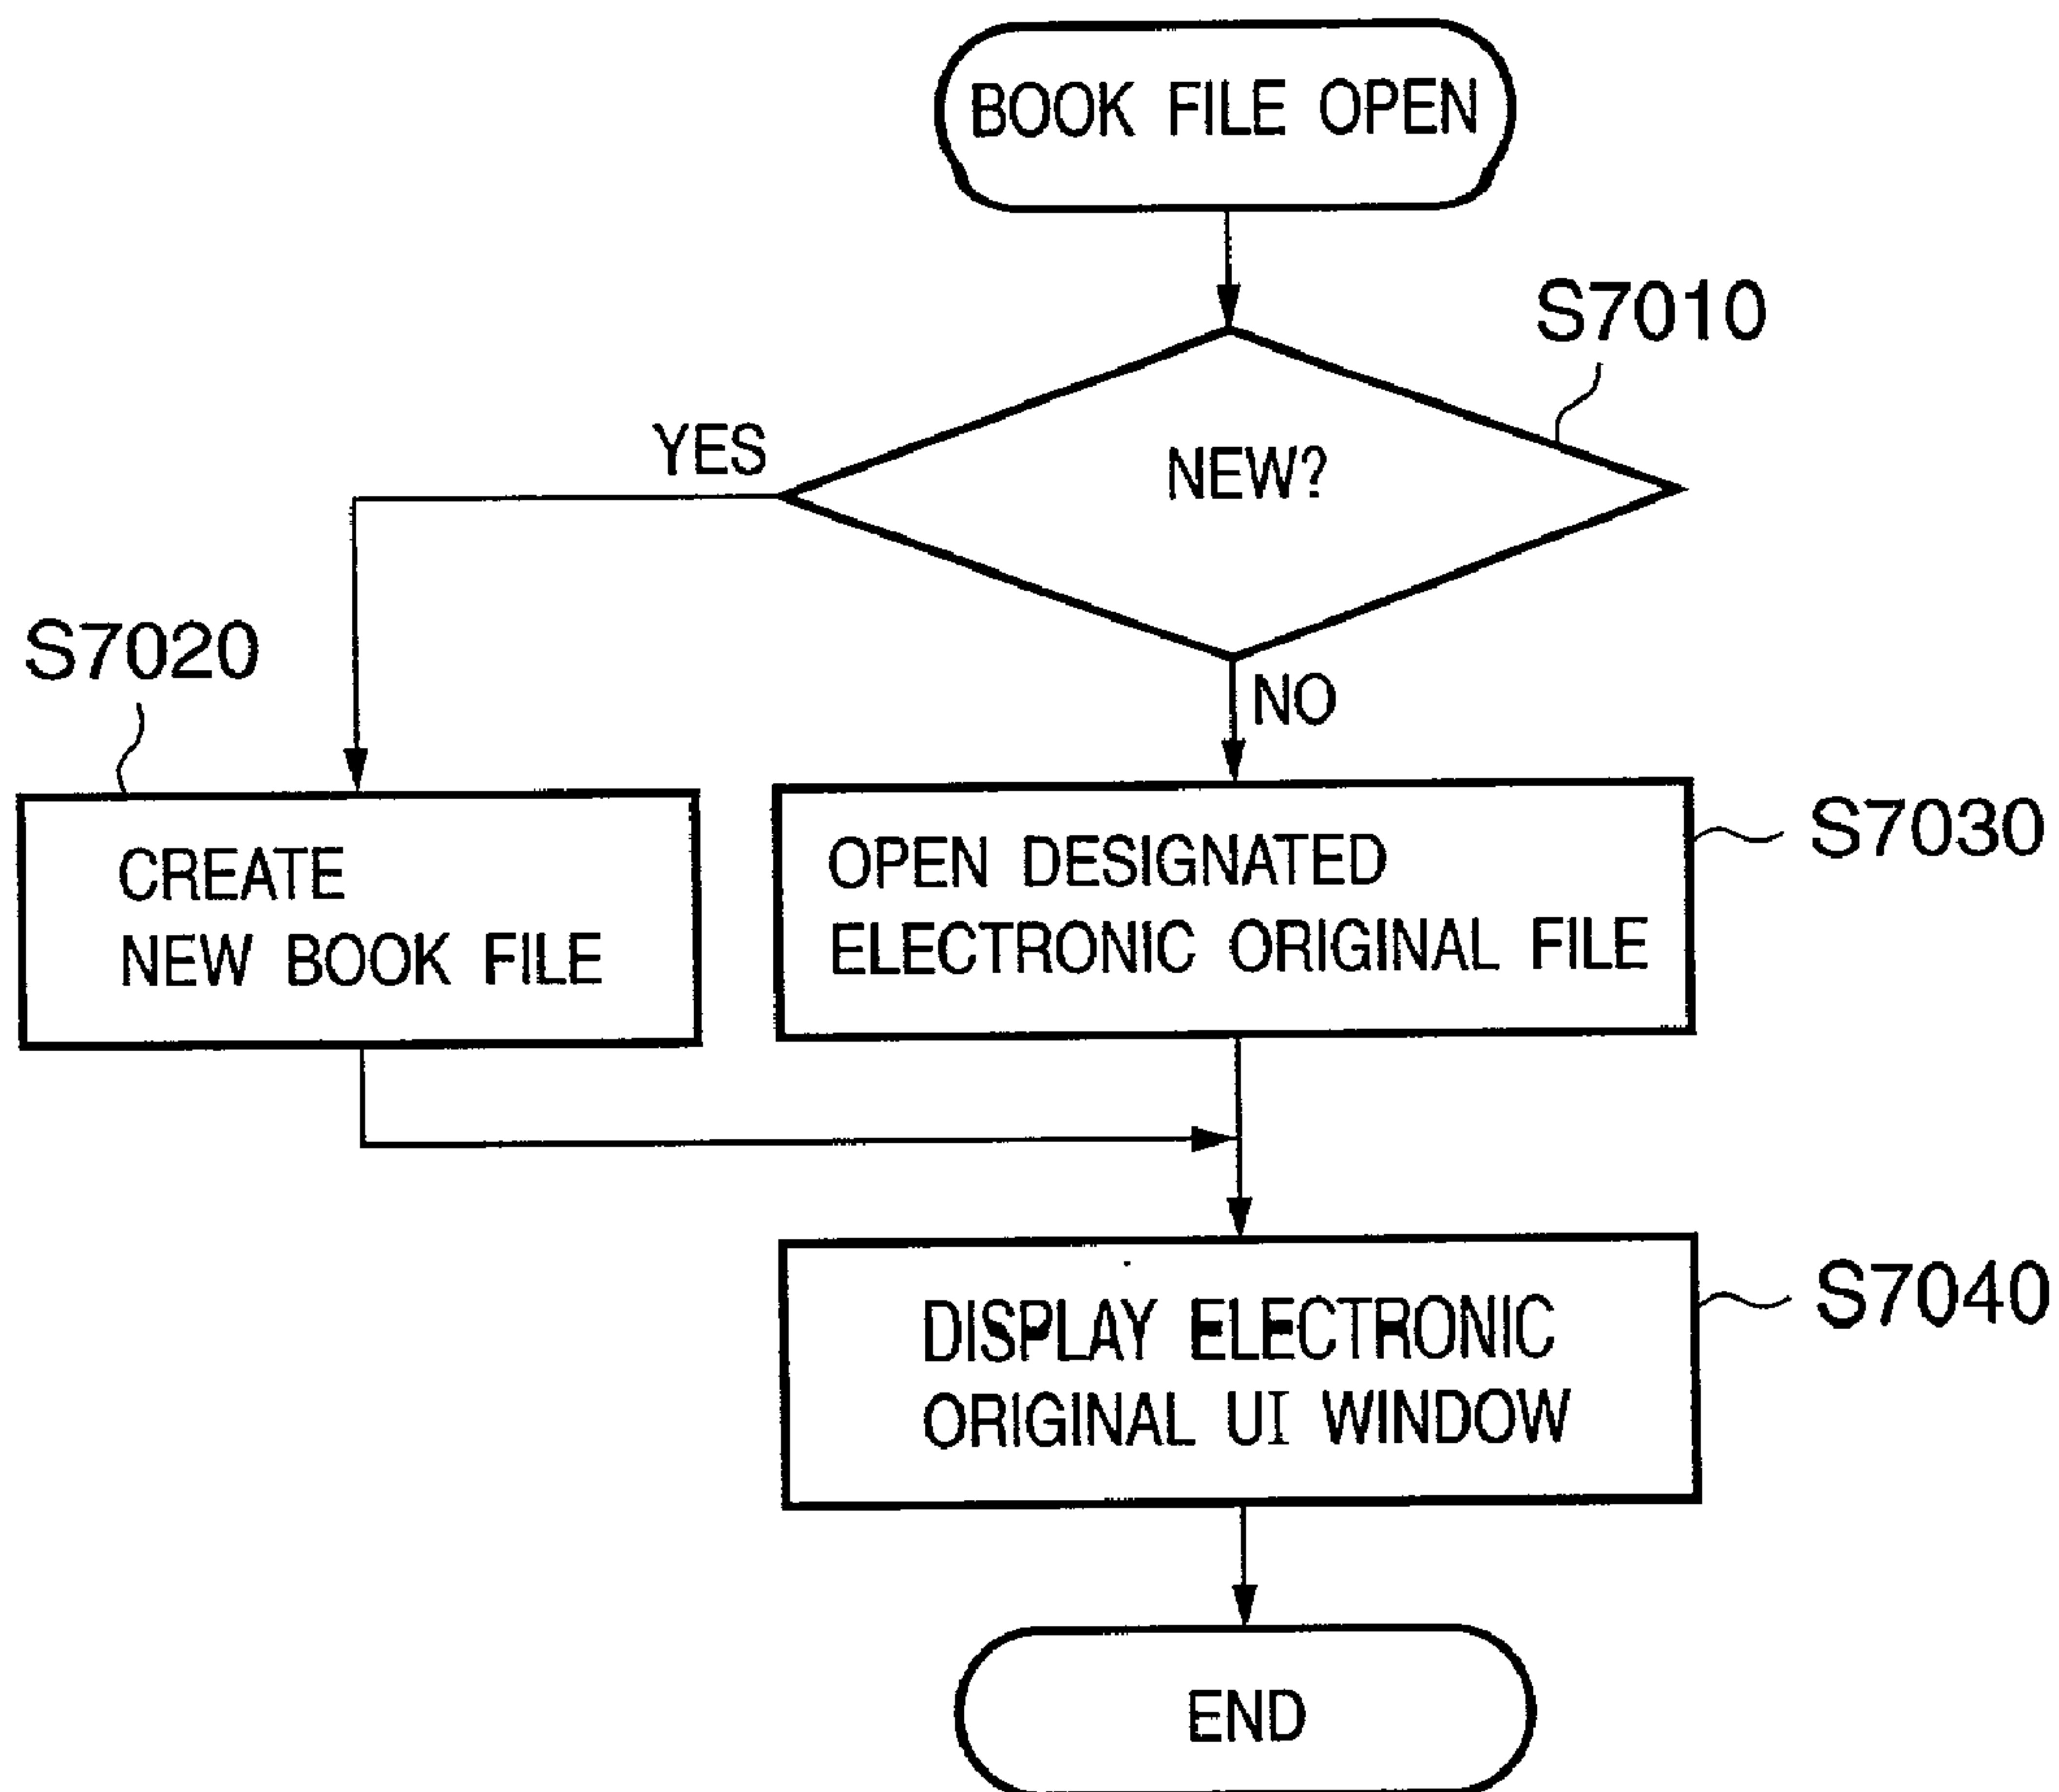 BOOK FILE OPEN
S7010
NEW?
YES
NO
S7020
CREATE
NEW BOOK FILE
OPEN DESIGNATED
ELECTRONIC ORIGINAL FILE
S7030
DISPLAY ELECTRONIC
ORIGINAL UI WINDOW
S7040
END